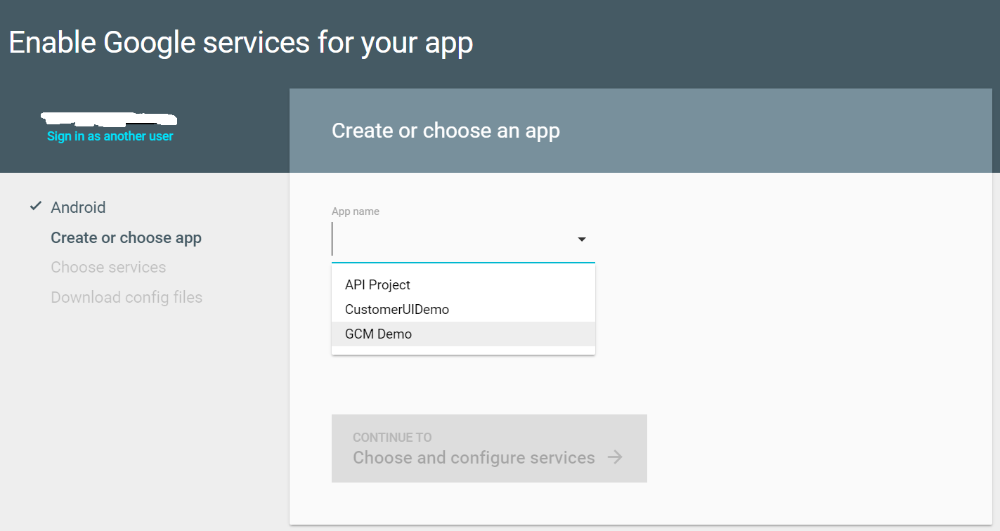 Enable Google services for your app
Sign in as another user
Create or choose an app
Android
Create or choose app
Choose services
Download config files
App name
API Project
CustomerUIDemo
GCM Demo
CONTINUE TO
Choose and configure services